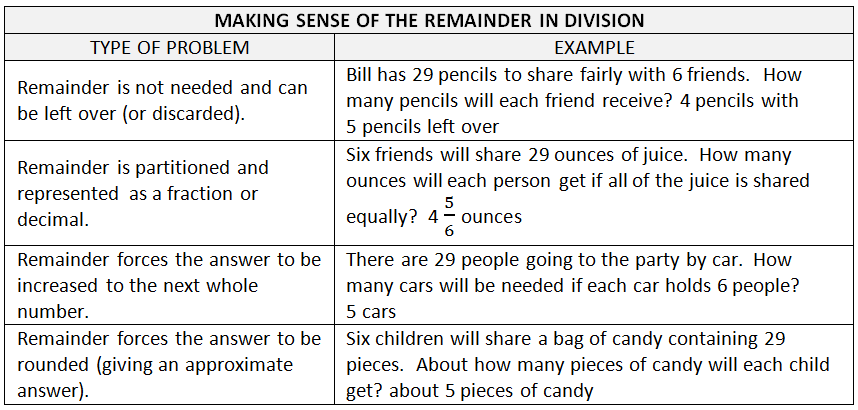 MAKING SENSE OF THE REMAINDER IN DIVISION
TYPE OF PROBLEM
EXAMPLE
Remainder is not needed and can
be left over (or discarded).
Bill has 29 pencils to share fairly with 6 friends.  How
many pencils will each friend receive? 4 pencils with
5 pencils left over
Remainder is partitioned and
represented  as a fraction or
decimal.
Six friends will share 29 ounces of juice.  How many
ounces will each person get if all of the juice is shared
equally?  4 5/6 ounces
Remainder forces the answer to be
increased to the next whole
number.
There are 29 people going to the party by car.  How
many cars will be needed if each car holds 6 people?
5 cars
Remainder forces the answer to be
rounded (giving an approximate
answer).
Six children will share a bag of candy containing 29
pieces.  About how many pieces of candy will each child
get? about 5 pieces of candy